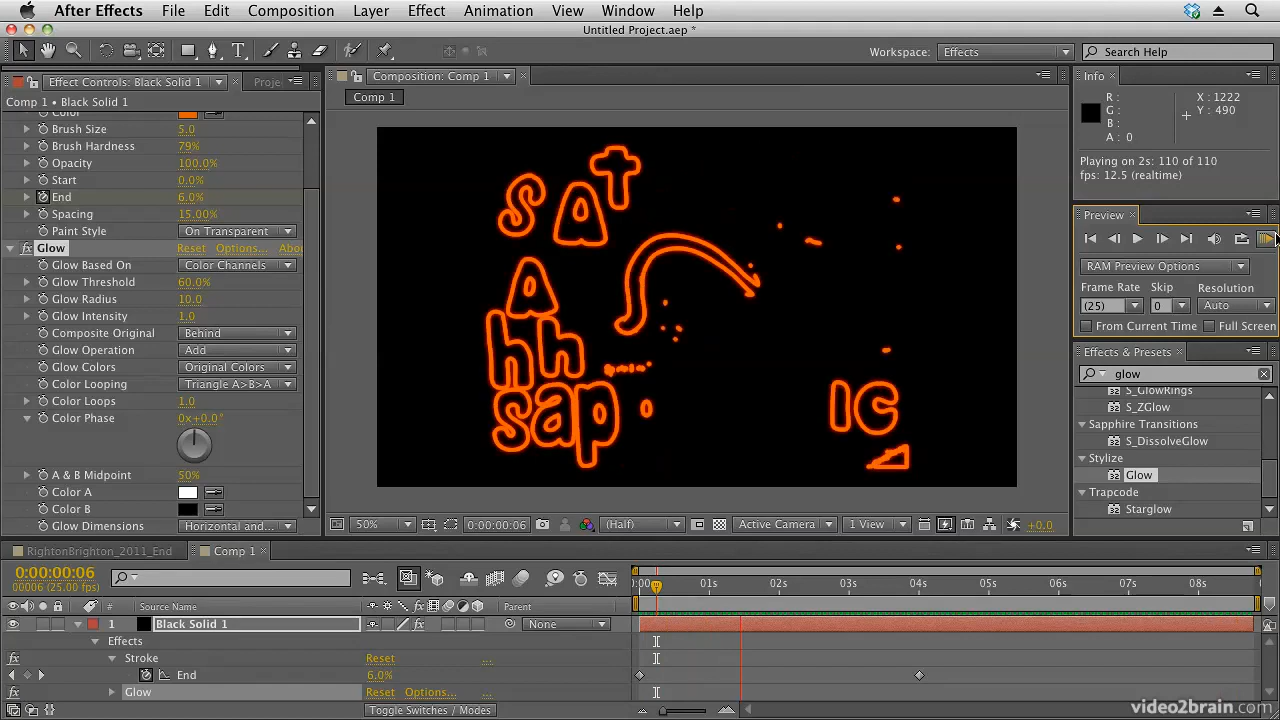 After Effects File Edit Composition Layer Effect Animation View Window Help
Untitled Project.aep *
Workspace: Effects Search Help
Effect Controls: Black Solid 1 Proje
Comp 1 • Black Solid 1
Color
Brush Size 5.0
Brush Hardness 79%
Opacity 100.0%
Start 0.0%
End 6.0%
Spacing 15.00%
Paint Style On Transparent
Glow Reset Options... Abou
Glow Based On Color Channels
Glow Threshold 60.0%
Glow Radius 10.0
Glow Intensity 1.0
Composite Original Behind
Glow Operation Add
Glow Colors Original Colors
Color Looping Triangle A>B>A
Color Loops 1.0
Color Phase 0x+0.0°
A & B Midpoint 50%
Color A
Color B
Glow Dimensions Horizontal and...
Composition: Comp 1
Comp 1
SAT
A
hh
sap
IC
50% 0:00:00:06 (Half) Active Camera 1 View +0.0
Info
R : X : 1222
G : Y : 490
B :
A : 0
Playing on 2s: 110 of 110
fps: 12.5 (realtime)
Preview
RAM Preview Options
Frame Rate Skip Resolution
(25) 0 Auto
From Current Time Full Screen
Effects & Presets
glow
S_GlowRings
S_ZGlow
Sapphire Transitions
S_DissolveGlow
Stylize
Glow
Trapcode
Starglow
RightonBrighton_2011_End Comp 1
0:00:00:06
00006 (25.00 fps)
:00s 01s 02s 03s 04s 05s 06s 07s 08s
# Source Name Parent
1 Black Solid 1 None
Effects
Stroke Reset ...
End 6.0%
Glow Reset Options... ...
Toggle Switches / Modes
video2brain.com